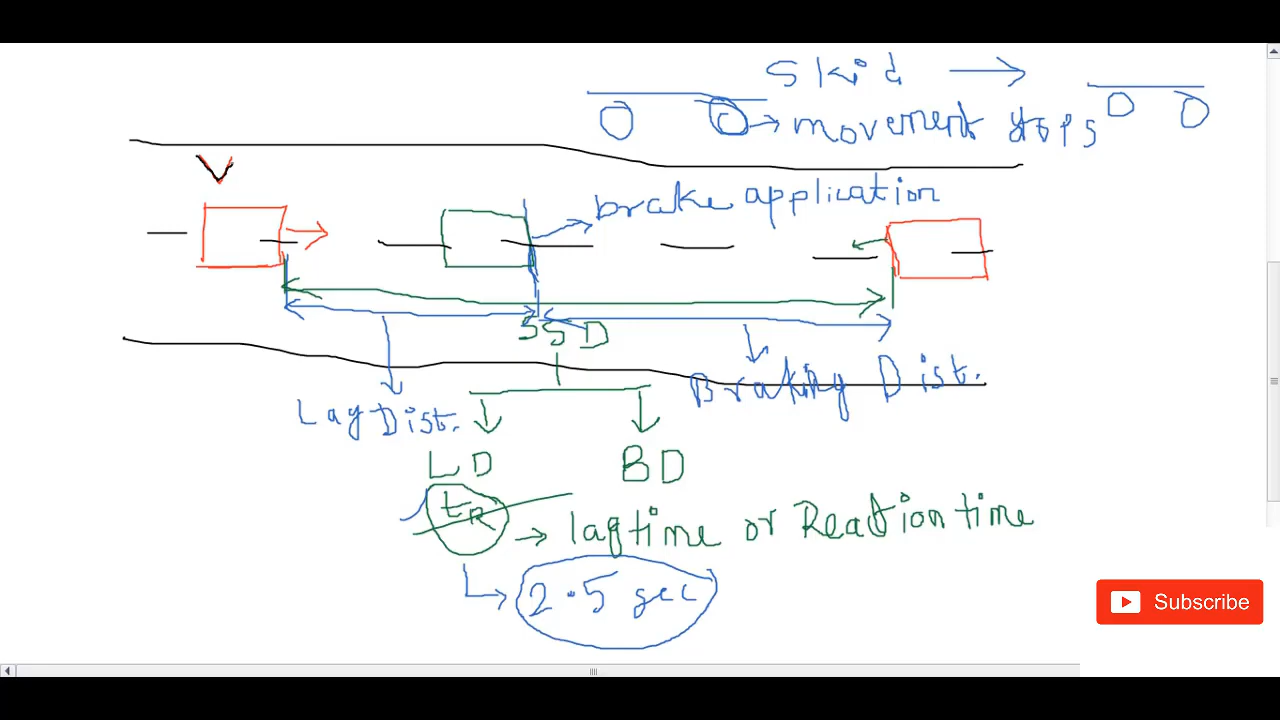 Skid
movement stops
V
brake application
SSD
Braking Dist.
Lag Dist.
LD BD
tR lag time or Reaction time
2.5 sec
Subscribe